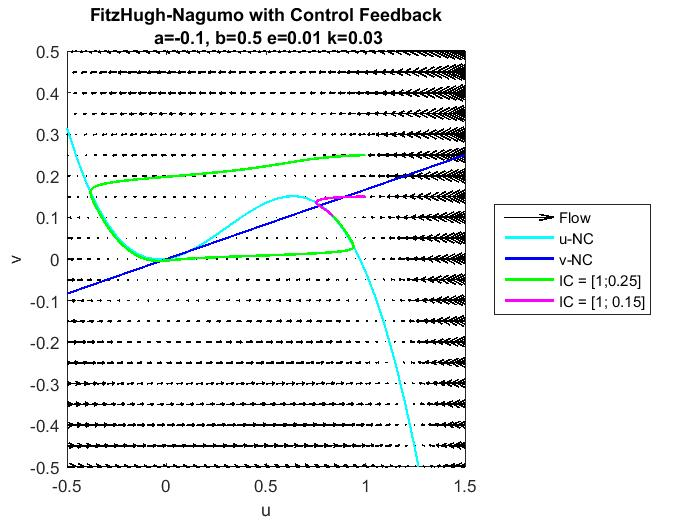 FitzHugh-Nagumo with Control Feedback
a=-0.1, b=0.5 e=0.01 k=0.03
0.5
0.4
0.3
0.2
0.1
0
-0.1
-0.2
-0.3
-0.4
-0.5
v
-0.5 0 0.5 1 1.5
u
Flow
u-NC
v-NC
IC = [1;0.25]
IC = [1; 0.15]